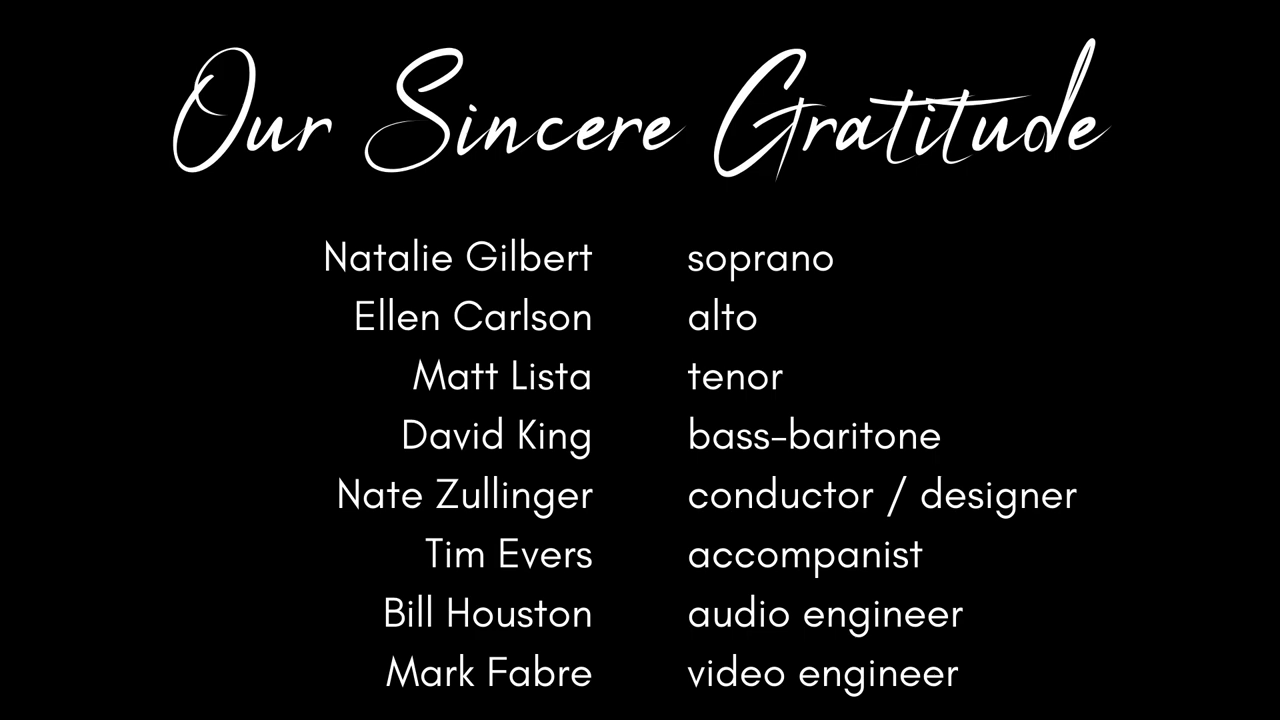 Our Sincere Gratitude
Natalie Gilbert soprano
Ellen Carlson alto
Matt Lista tenor
David King bass-baritone
Nate Zullinger conductor / designer
Tim Evers accompanist
Bill Houston audio engineer
Mark Fabre video engineer